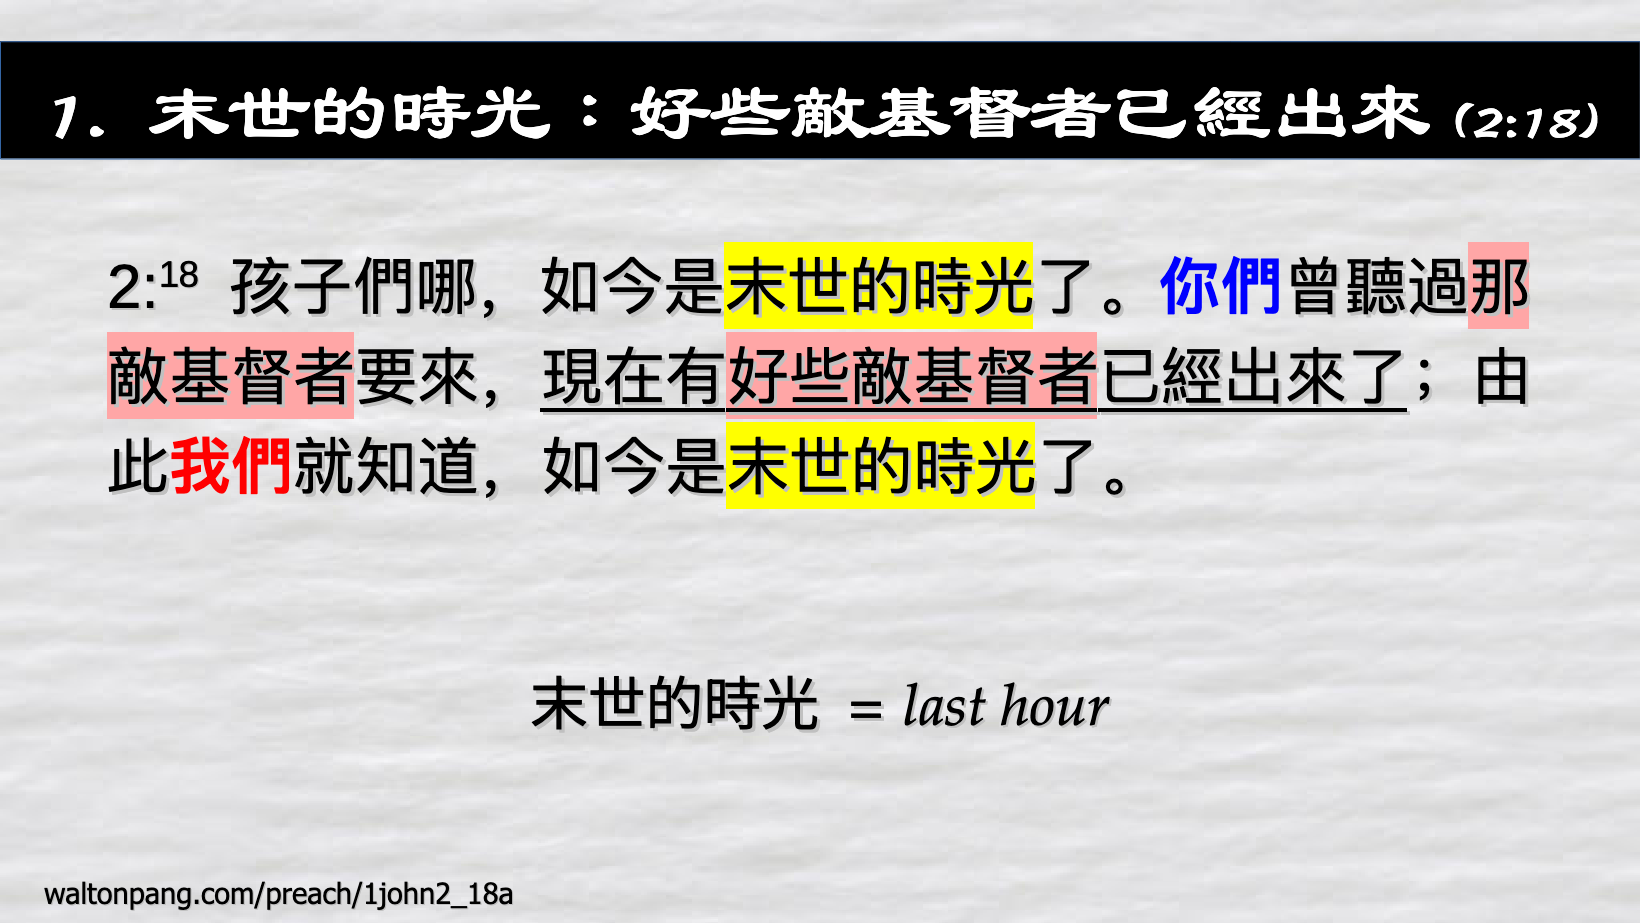 1. 末世的時光：好些敵基督者已經出來 (2:18)
2:18 孩子們哪，如今是末世的時光了。你們曾聽過那
敵基督者要來，現在有好些敵基督者已經出來了；由
此我們就知道，如今是末世的時光了。
末世的時光 = last hour
waltonpang.com/preach/1john2_18a